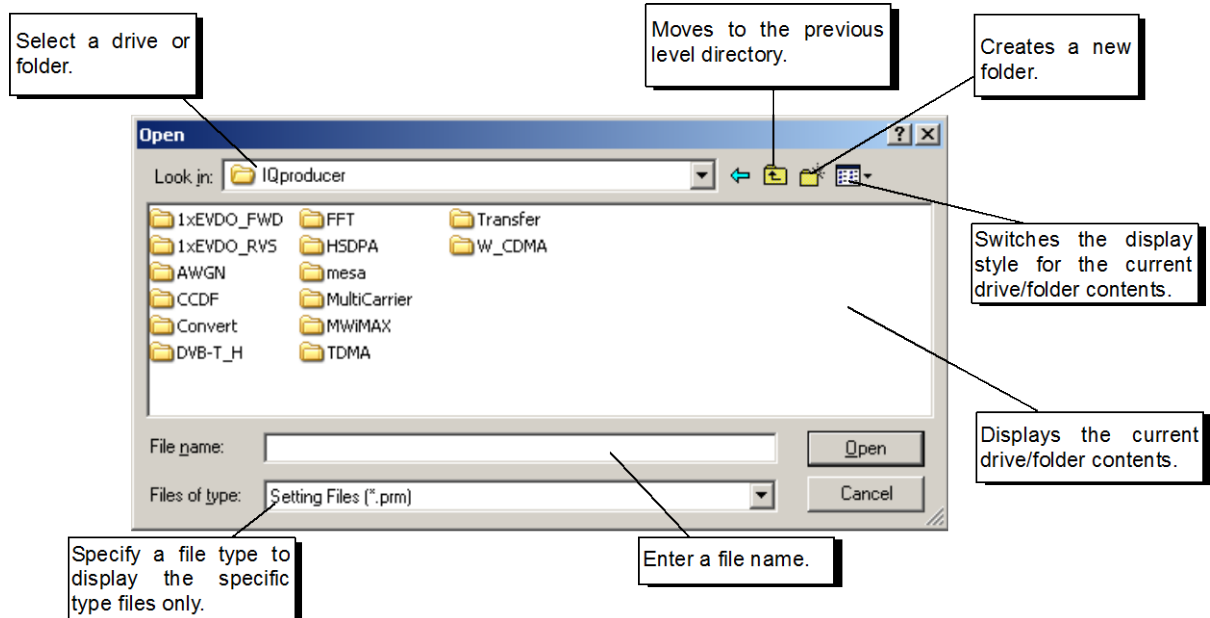 Select a drive or
folder.
Moves to the previous
level directory.
Creates a new
folder.
Open
Look in: IQproducer
1xEVDO_FWD FFT Transfer
1xEVDO_RVS HSDPA W_CDMA
AWGN mesa
CCDF MultiCarrier
Convert MWiMAX
DVB-T_H TDMA
Switches the display
style for the current
drive/folder contents.
Displays the current
drive/folder contents.
File name: Open
Files of type: Setting Files (*.prm) Cancel
Specify a file type to
display the specific
type files only.
Enter a file name.